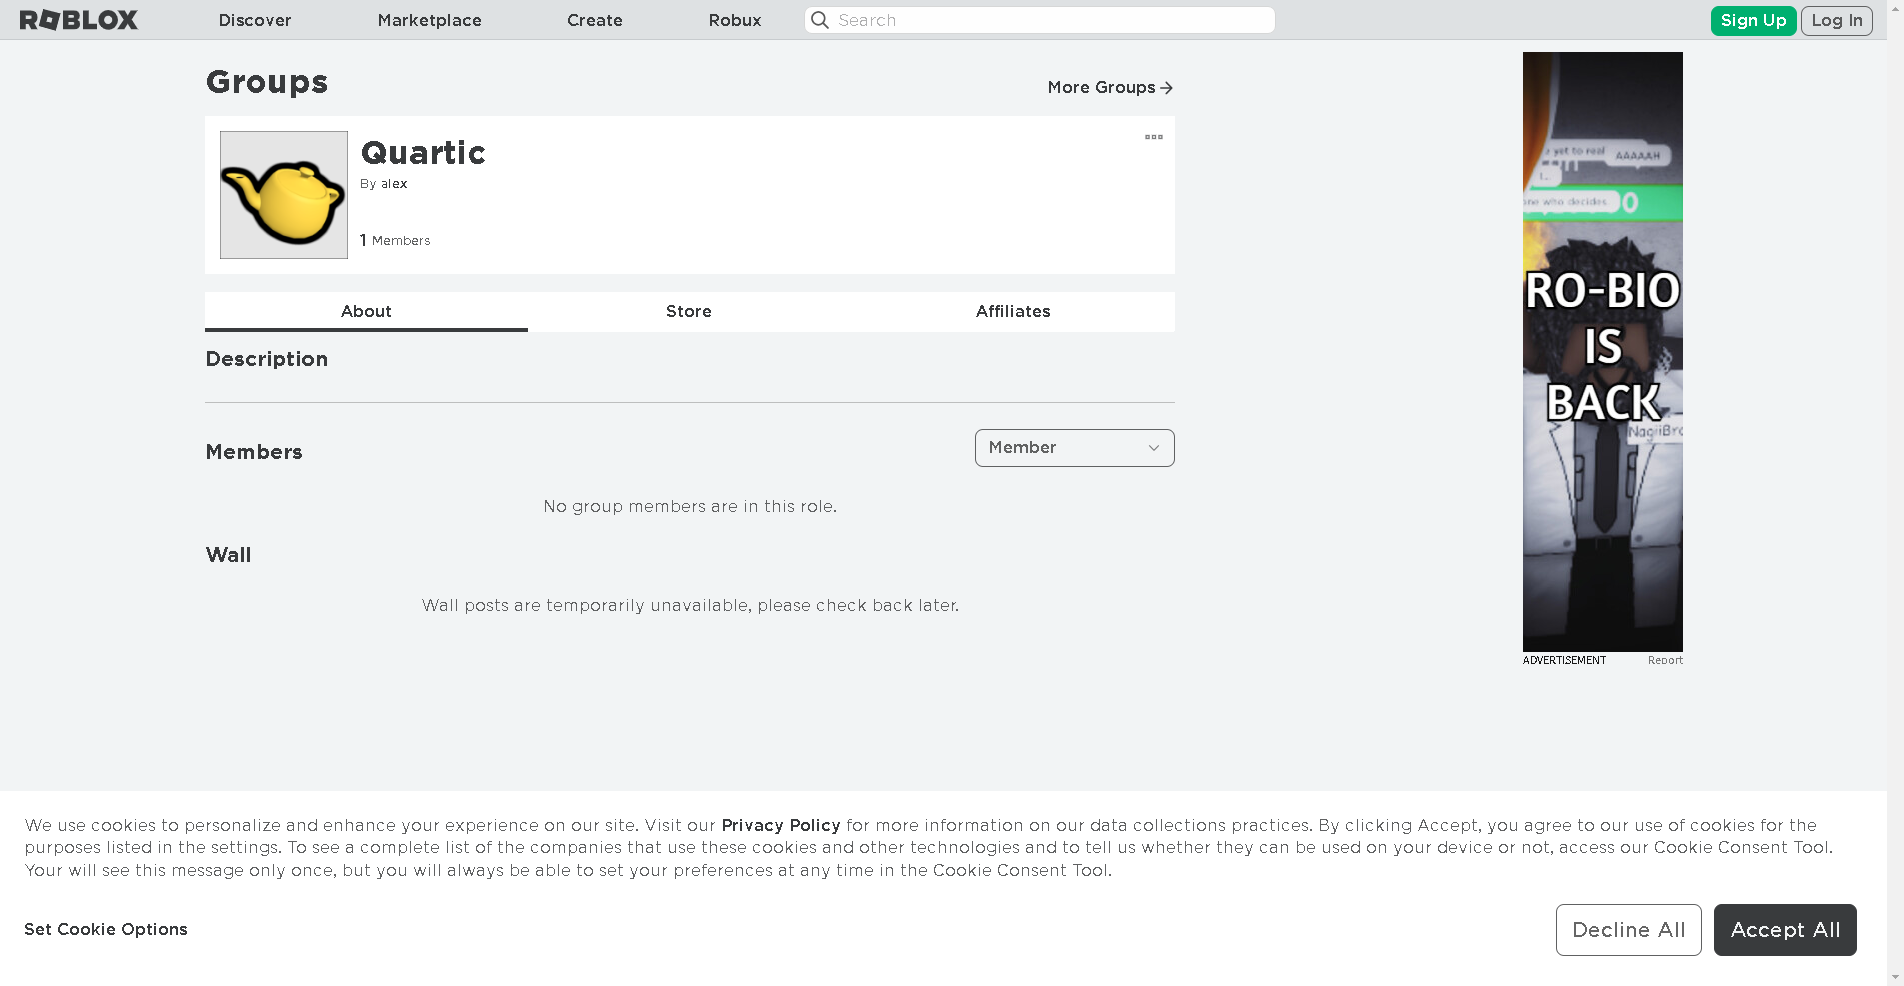 ROBLOX
Discover
Marketplace
Create
Robux
Search
Sign Up
Log In
Groups
More Groups
Quartic
By alex
1 Members
About
Store
Affiliates
Description
Members
Member
No group members are in this role.
Wall
Wall posts are temporarily unavailable, please check back later.
yet to real
AAAAAH
one who decides..
0
RO-BIO
IS
BACK
ADVERTISEMENT
Report
We use cookies to personalize and enhance your experience on our site. Visit our Privacy Policy for more information on our data collections practices. By clicking Accept, you agree to our use of cookies for the
purposes listed in the settings. To see a complete list of the companies that use these cookies and other technologies and to tell us whether they can be used on your device or not, access our Cookie Consent Tool.
Your will see this message only once, but you will always be able to set your preferences at any time in the Cookie Consent Tool.
Set Cookie Options
Decline All
Accept All